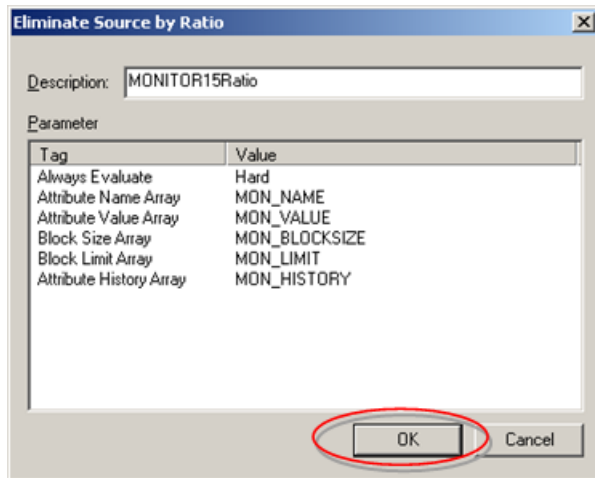 Eliminate Source by Ratio
Description: MONITOR15Ratio
Parameter
Tag Value
Always Evaluate Hard
Attribute Name Array MON_NAME
Attribute Value Array MON_VALUE
Block Size Array MON_BLOCKSIZE
Block Limit Array MON_LIMIT
Attribute History Array MON_HISTORY
OK Cancel